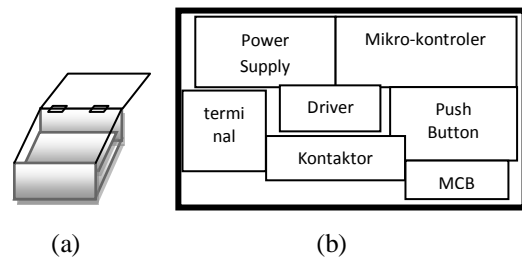 Power
Supply
Mikro-kontroler
termi
nal
Driver
Push
Button
Kontaktor
MCB
(a)
(b)